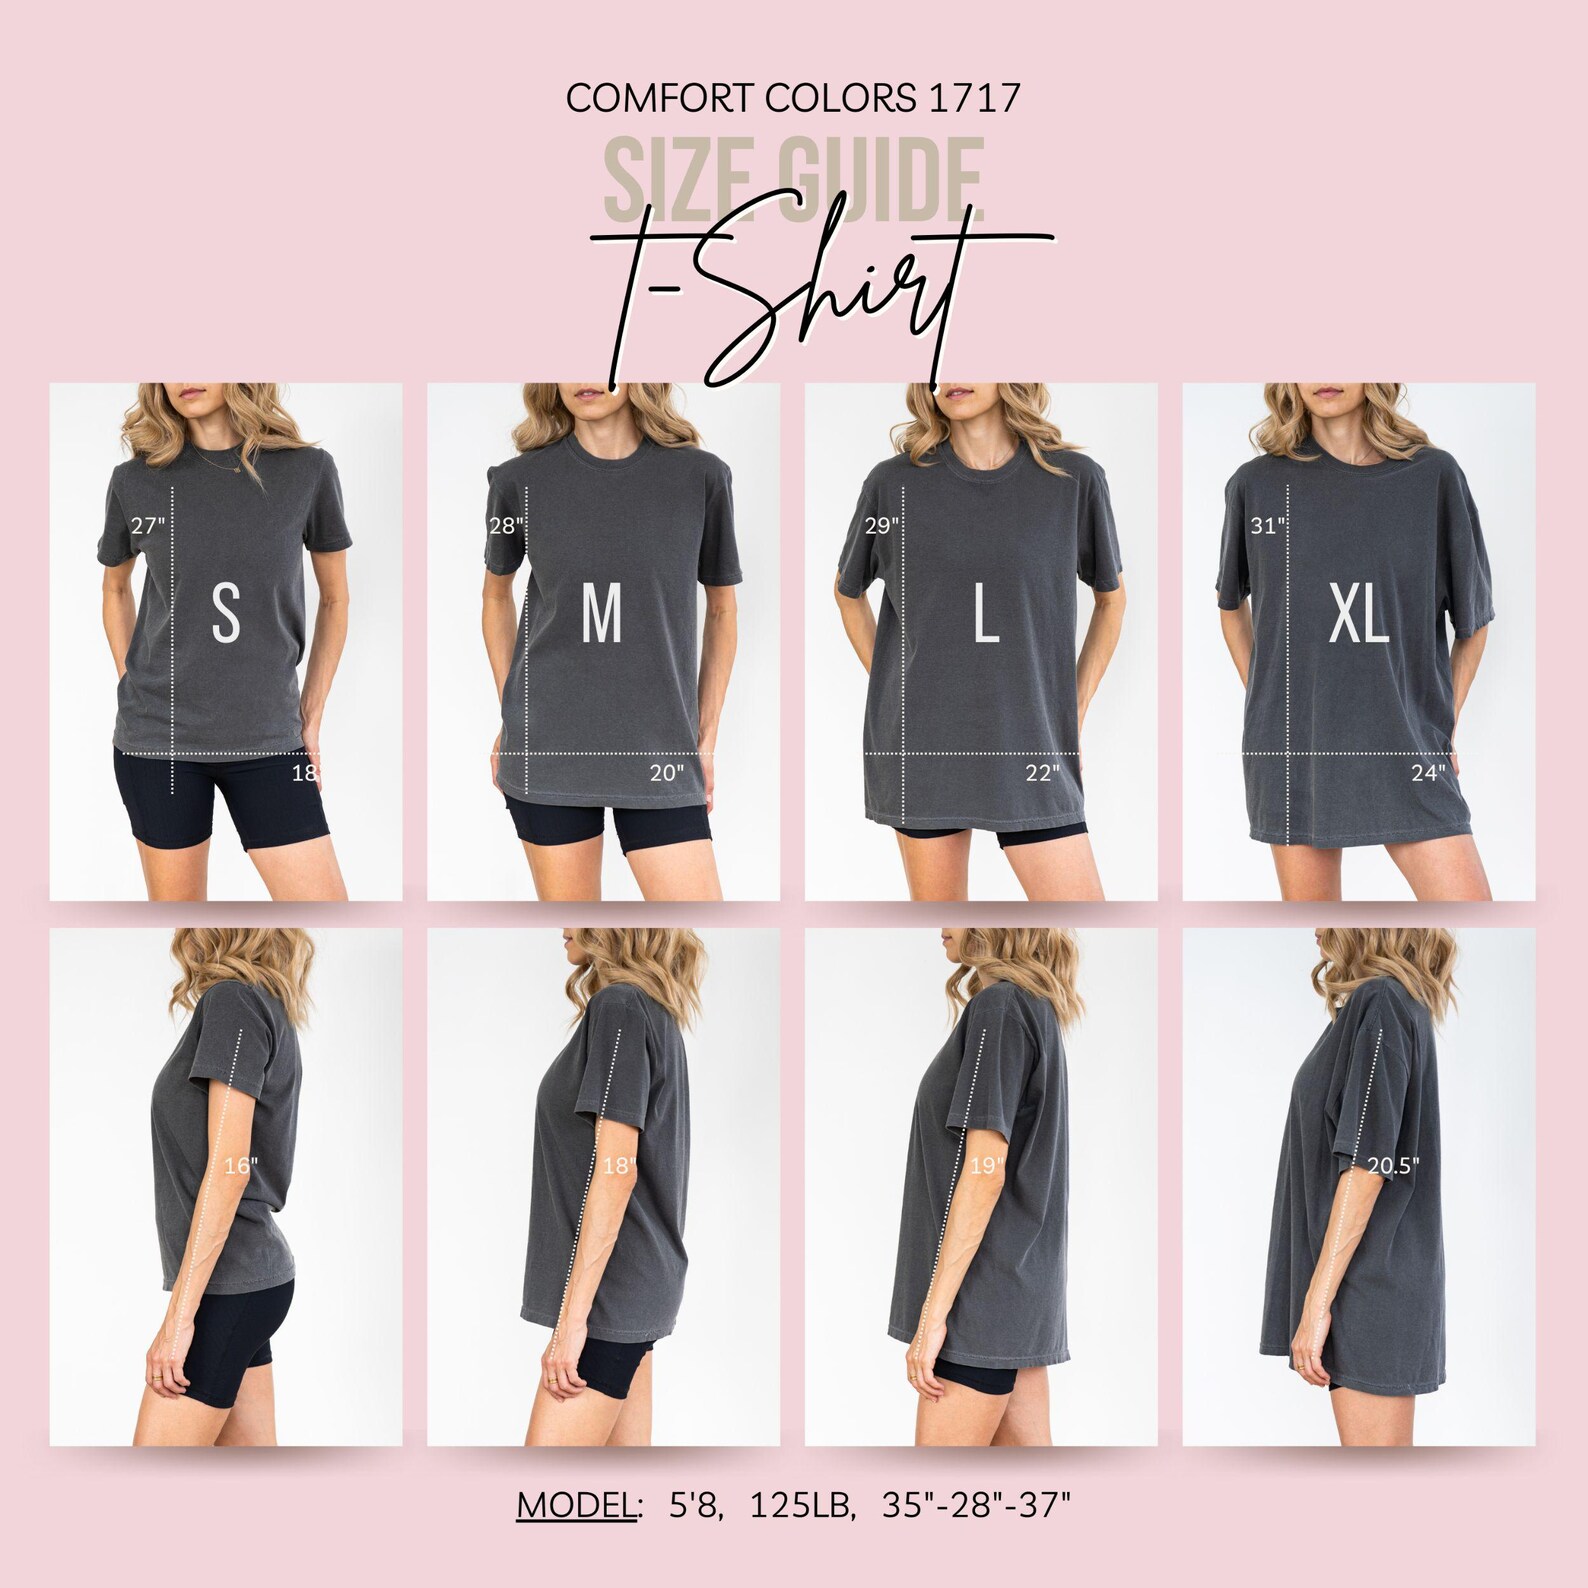 COMFORT COLORS 1717
SIZE GUIDE
T-Shirt
27" 28" 29" 31"
S M L XL
18 20" 22" 24"
16" 18" 19" 20.5"
MODEL: 5'8, 125LB, 35"-28"-37"